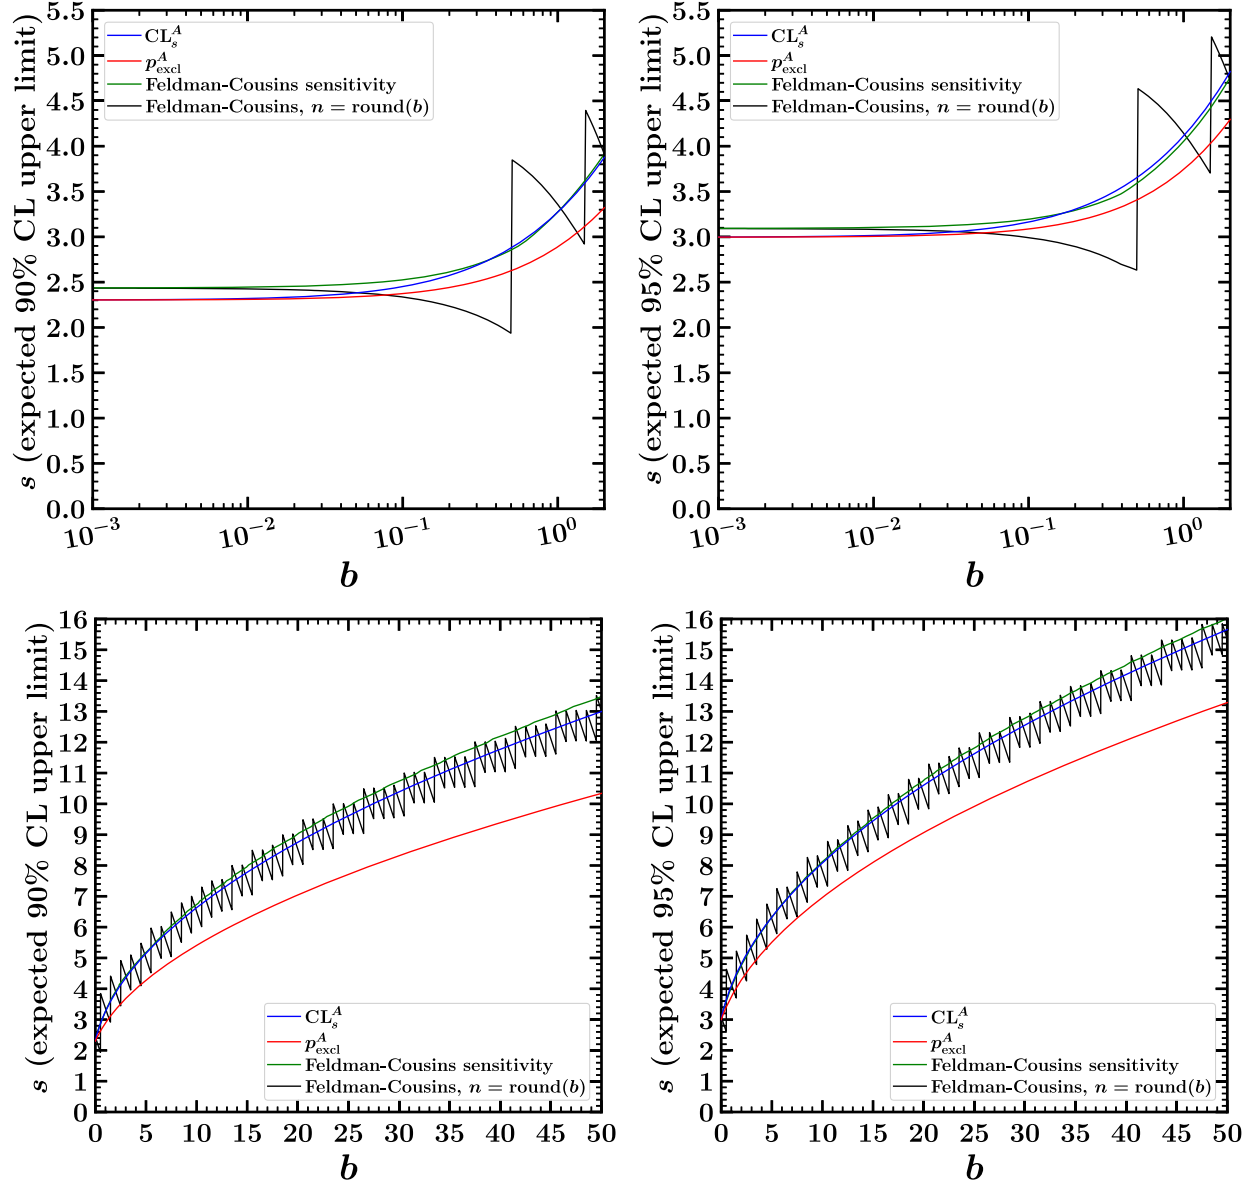 s (expected 90% CL upper limit)
5.5
5.0
4.5
4.0
3.5
3.0
2.5
2.0
1.5
1.0
0.5
0.0
CL_s^A
p_excl^A
Feldman-Cousins sensitivity
Feldman-Cousins, n = round(b)
10^−3 10^−2 10^−1 10^0
b
s (expected 95% CL upper limit)
5.5
5.0
4.5
4.0
3.5
3.0
2.5
2.0
1.5
1.0
0.5
0.0
CL_s^A
p_excl^A
Feldman-Cousins sensitivity
Feldman-Cousins, n = round(b)
10^−3 10^−2 10^−1 10^0
b
s (expected 90% CL upper limit)
16
15
14
13
12
11
10
9
8
7
6
5
4
3
2
1
0
CL_s^A
p_excl^A
Feldman-Cousins sensitivity
Feldman-Cousins, n = round(b)
0 5 10 15 20 25 30 35 40 45 50
b
s (expected 95% CL upper limit)
16
15
14
13
12
11
10
9
8
7
6
5
4
3
2
1
0
CL_s^A
p_excl^A
Feldman-Cousins sensitivity
Feldman-Cousins, n = round(b)
0 5 10 15 20 25 30 35 40 45 50
b